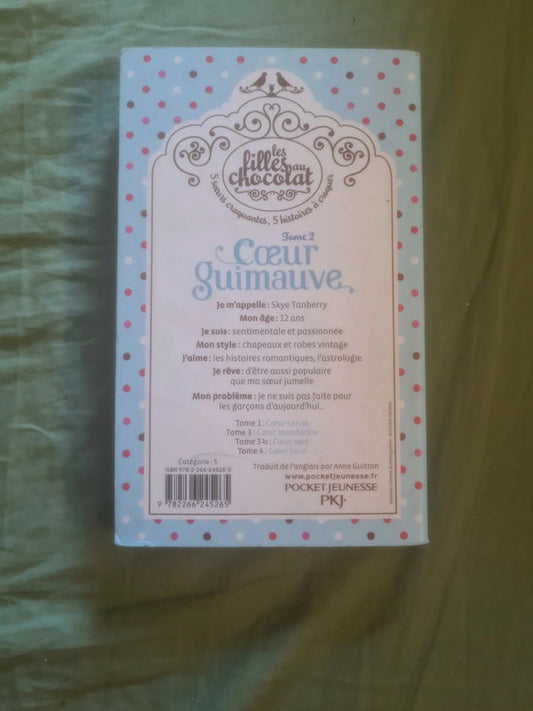 les
filles au
chocolat
5 sœurs craquantes, 5 histoires à croquer
Tome 2
Cœur
guimauve
Je m'appelle : Skye Tanberry
Mon âge : 12 ans
Je suis : sentimentale et passionnée
Mon style : chapeaux et robes vintage
J'aime : les histoires romantiques, l'astrologie
Je rêve : d'être aussi populaire
que ma sœur jumelle
Mon problème : je ne suis pas faite pour
les garçons d'aujourd'hui...
Tome 1 : Cœur cerise
Tome 3 : Cœur mandarine
Tome 3½ : Cœur salé
Tome 4 : Cœur coco
Catégorie : 5
ISBN 978-2-266-24526-5
9 782266 245265
Traduit de l'anglais par Anne Guitton
www.pocketjeunesse.fr
POCKET JEUNESSE
PKJ·